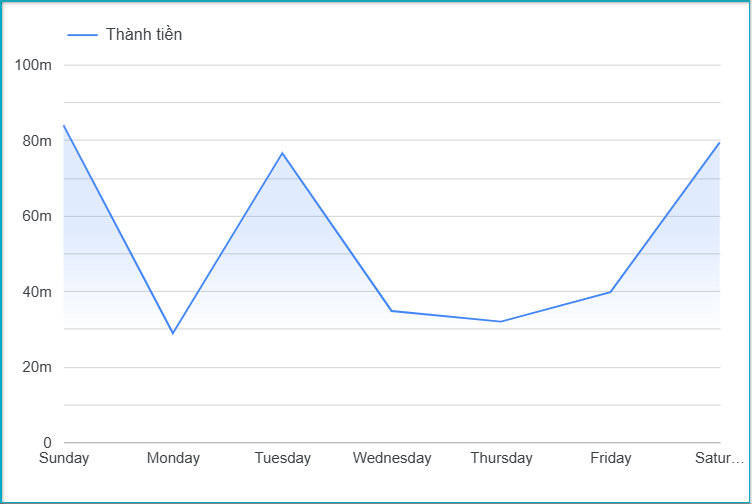 Thành tiền
100m
80m
60m
40m
20m
0
Sunday Monday Tuesday Wednesday Thursday Friday Satur...